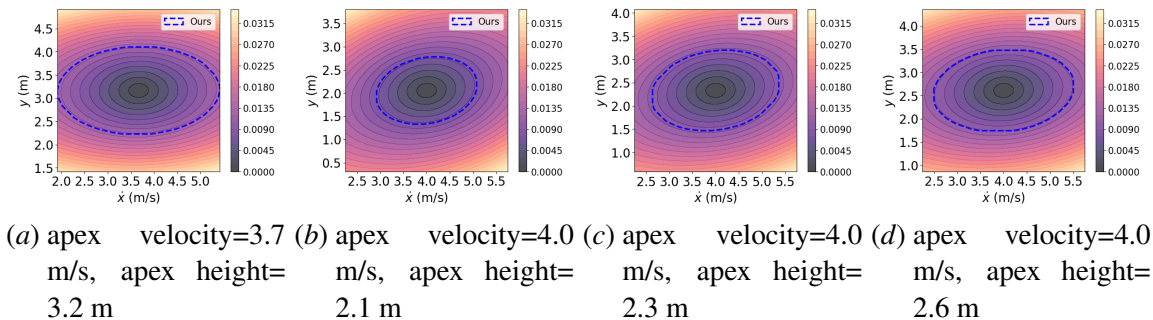 Ours
4.5
4.0
3.5
3.0
2.5
2.0
1.5
y (m)
2.0 2.5 3.0 3.5 4.0 4.5 5.0
ẋ (m/s)
0.0315
0.0270
0.0225
0.0180
0.0135
0.0090
0.0045
0.0000
Ours
3.5
3.0
2.5
2.0
1.5
1.0
0.5
y (m)
2.5 3.0 3.5 4.0 4.5 5.0 5.5
ẋ (m/s)
0.0315
0.0270
0.0225
0.0180
0.0135
0.0090
0.0045
0.0000
Ours
4.0
3.5
3.0
2.5
2.0
1.5
1.0
y (m)
2.5 3.0 3.5 4.0 4.5 5.0 5.5
ẋ (m/s)
0.0315
0.0270
0.0225
0.0180
0.0135
0.0090
0.0045
0.0000
Ours
4.0
3.5
3.0
2.5
2.0
1.5
1.0
y (m)
2.5 3.0 3.5 4.0 4.5 5.0 5.5
ẋ (m/s)
0.0315
0.0270
0.0225
0.0180
0.0135
0.0090
0.0045
0.0000
(a) apex velocity=3.7
m/s, apex height=
3.2 m
(b) apex velocity=4.0
m/s, apex height=
2.1 m
(c) apex velocity=4.0
m/s, apex height=
2.3 m
(d) apex velocity=4.0
m/s, apex height=
2.6 m